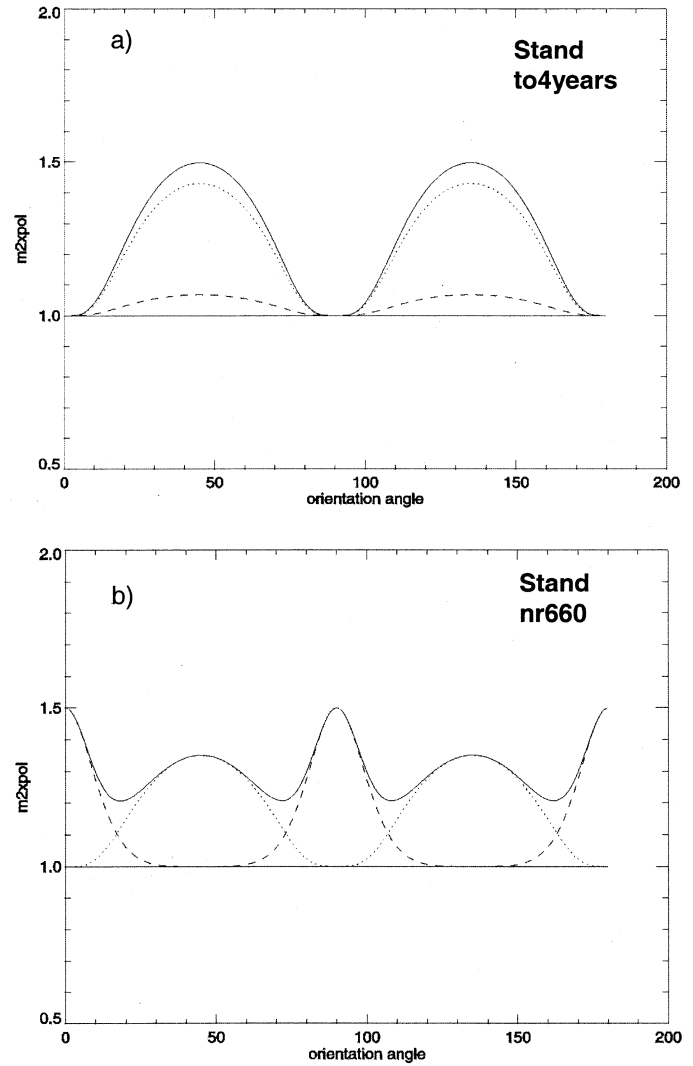 2.0
a)
Stand
to4years
1.5
m2xpol
1.0
0.5
0 50 100 150 200
orientation angle
2.0
b)
Stand
nr660
1.5
m2xpol
1.0
0.5
0 50 100 150 200
orientation angle